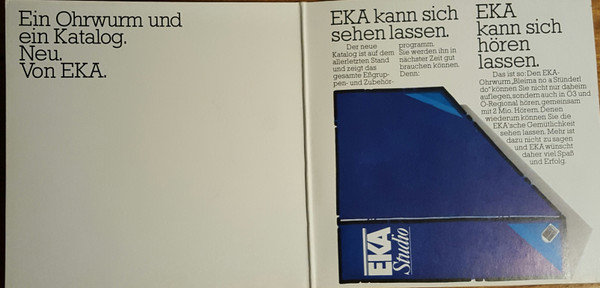 Ein Ohrwurm und
ein Katalog.
Neu.
Von EKA.
EKA kann sich
sehen lassen.
Der neue
Katalog ist auf dem
allerletzten Stand
und zeigt das
gesamte Eßgrup-
pen- und Zubehör-
programm.
Sie werden ihn in
nächster Zeit gut
brauchen können.
Denn:
EKA
kann sich
hören
lassen.
Das ist so: Den EKA-
Ohrwurm „Bleima no a Stünderl
do“ können Sie nicht nur daheim
auflegen, sondern auch in Ö3 und
Ö-Regional hören, gemeinsam
mit 2 Mio. Hörern. Denen
wiederum können Sie die
EKA'sche Gemütlichkeit
sehen lassen. Mehr ist
dazu nicht zu sagen
und EKA wünscht
daher viel Spaß
und Erfolg.
EKA
Studio